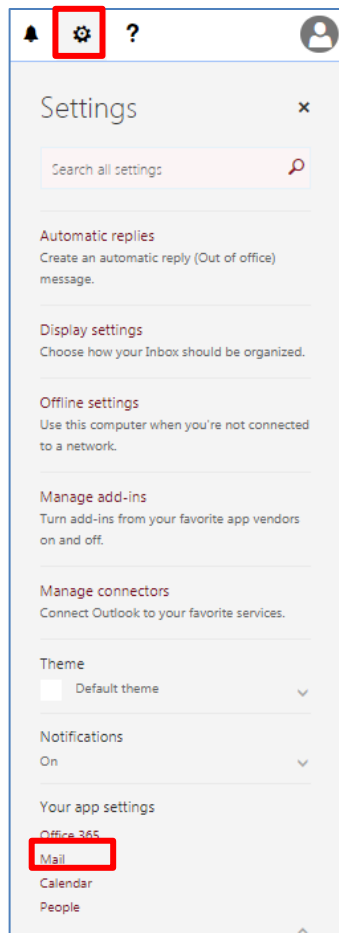 ?
Settings
Search all settings
Automatic replies
Create an automatic reply (Out of office)
message.
Display settings
Choose how your Inbox should be organized.
Offline settings
Use this computer when you're not connected
to a network.
Manage add-ins
Turn add-ins from your favorite app vendors
on and off.
Manage connectors
Connect Outlook to your favorite services.
Theme
Default theme
Notifications
On
Your app settings
Office 365
Mail
Calendar
People